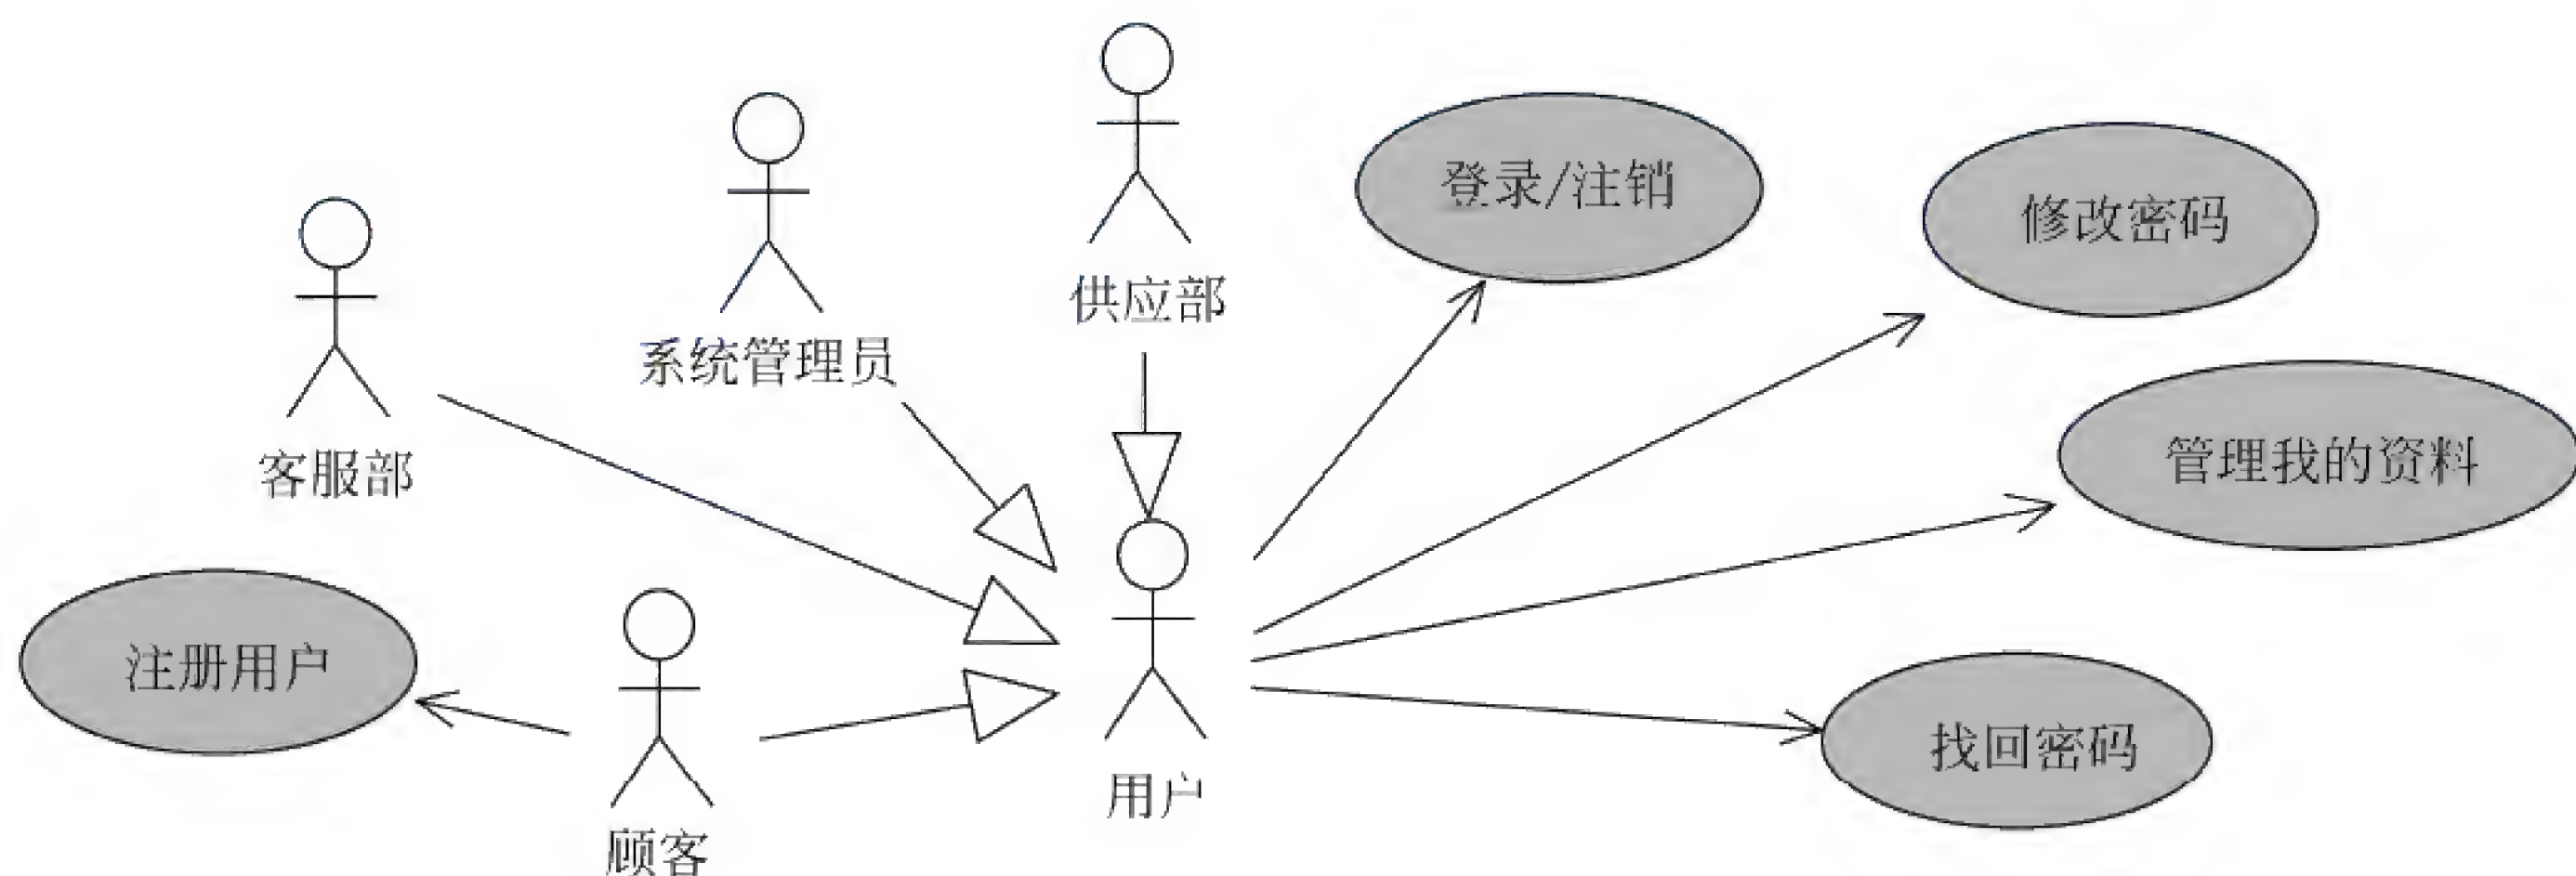 登录/注销
修改密码
供应部
系统管理员
客服部
管理我的资料
注册用户
找回密码
用户
顾客